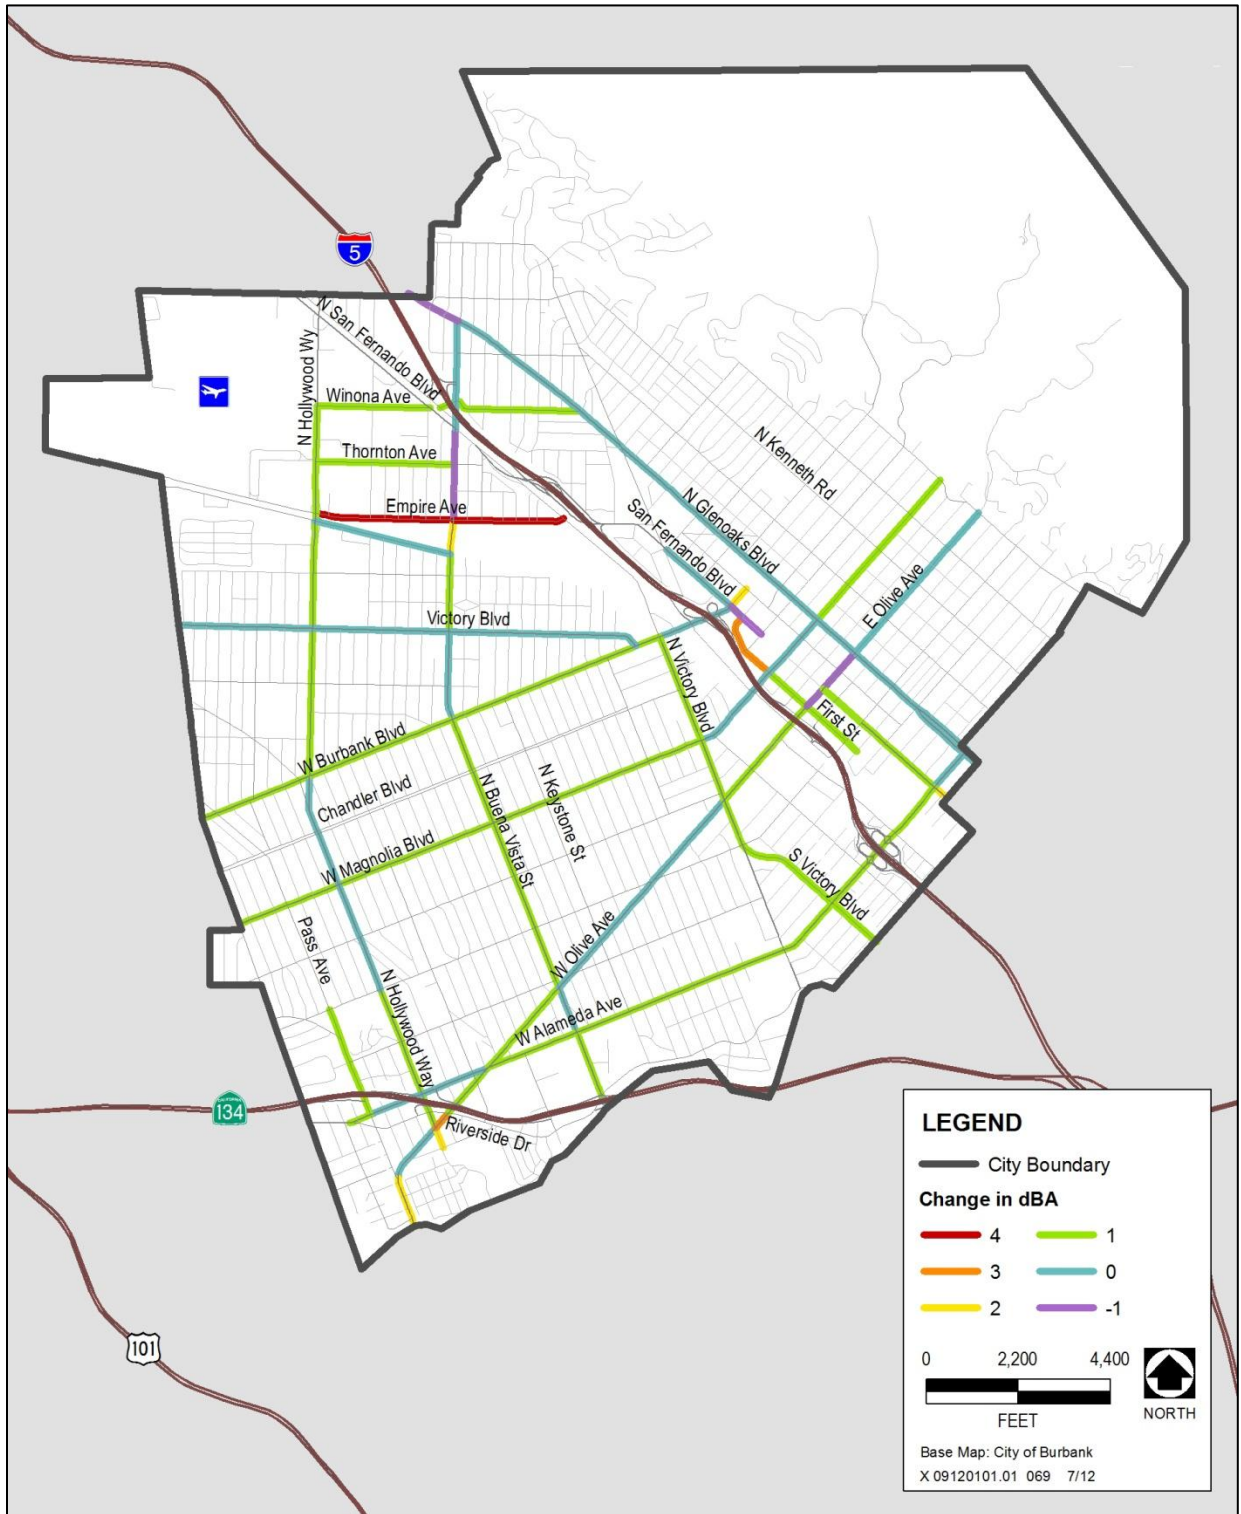 5
N San Fernando Blvd
N Hollywood Wy
Winona Ave
Thornton Ave
Empire Ave
N Kenneth Rd
N Glenoaks Blvd
San Fernando Blvd
E Olive Ave
Victory Blvd
N Victory Blvd
First St
W Burbank Blvd
Chandler Blvd
N Buena Vista St
N Keystone St
W Magnolia Blvd
S Victory Blvd
Pass Ave
W Olive Ave
N Hollywood Way
W Alameda Ave
134
Riverside Dr
101
LEGEND
City Boundary
Change in dBA
4 1
3 0
2 -1
0 2,200 4,400
FEET
NORTH
Base Map: City of Burbank
X 09120101.01 069 7/12